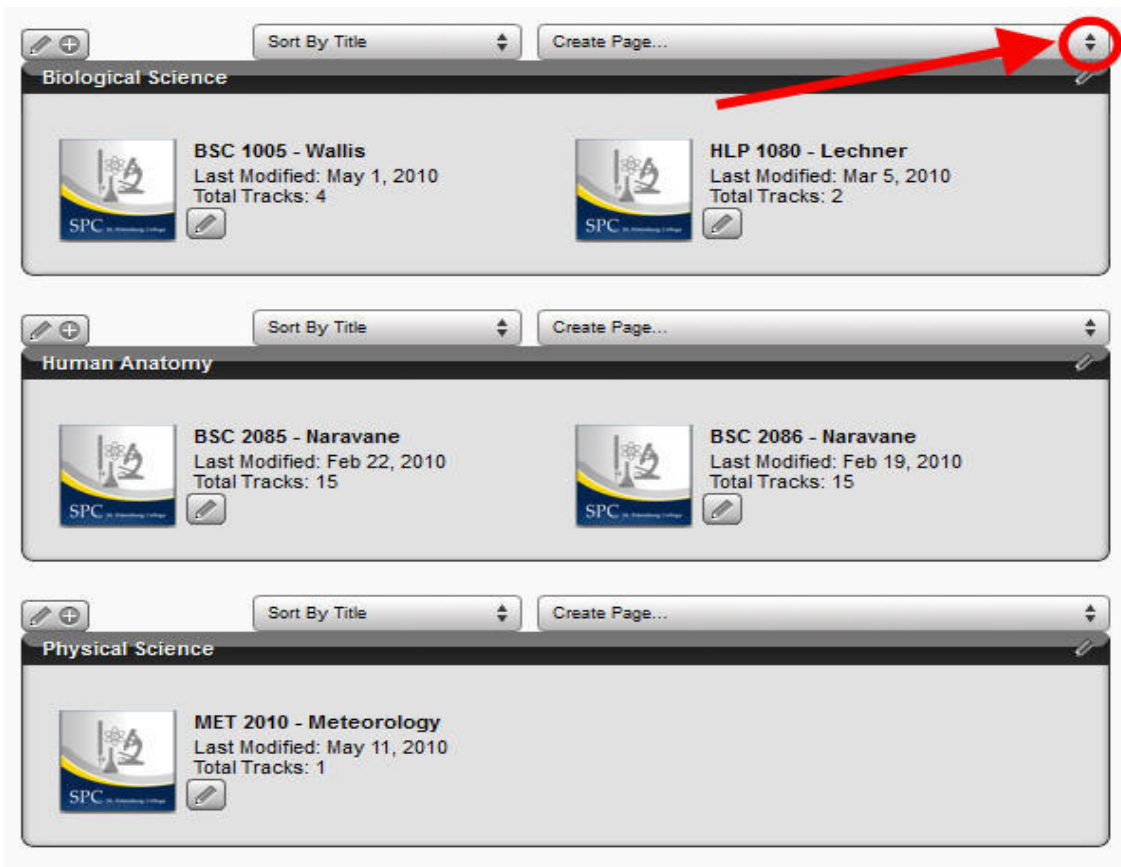 Sort By Title
Create Page...
Biological Science
BSC 1005 - Wallis
Last Modified: May 1, 2010
Total Tracks: 4
SPC
HLP 1080 - Lechner
Last Modified: Mar 5, 2010
Total Tracks: 2
SPC
Sort By Title
Create Page...
Human Anatomy
BSC 2085 - Naravane
Last Modified: Feb 22, 2010
Total Tracks: 15
SPC
BSC 2086 - Naravane
Last Modified: Feb 19, 2010
Total Tracks: 15
SPC
Sort By Title
Create Page...
Physical Science
MET 2010 - Meteorology
Last Modified: May 11, 2010
Total Tracks: 1
SPC